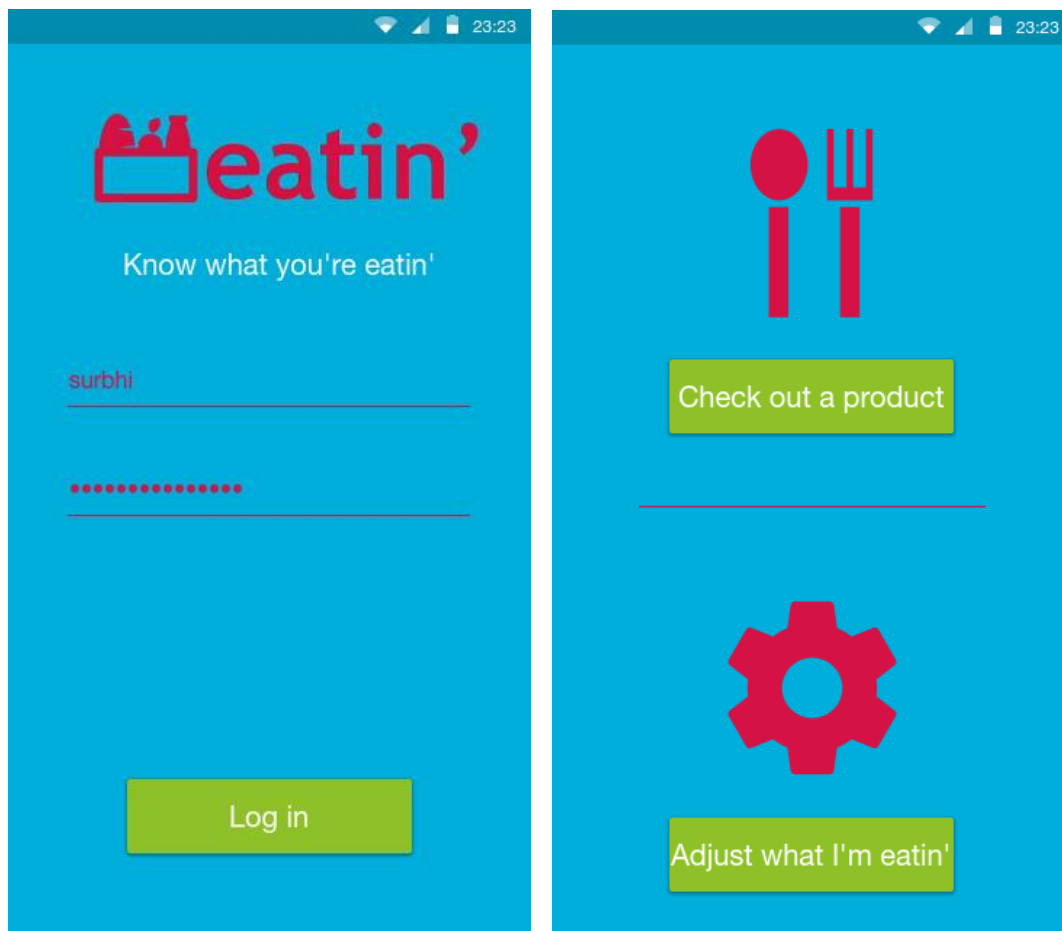 23:23
eatin’
Know what you're eatin'
surbhi
•••••••••••••••
Log in
23:23
Check out a product
Adjust what I'm eatin'